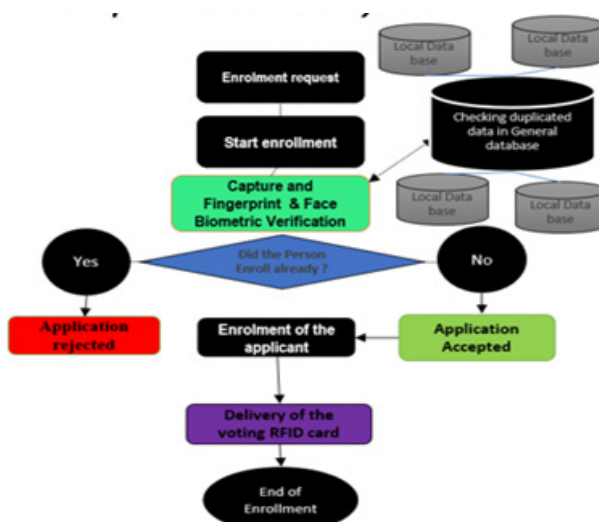 Local Data
base
Local Data
base
Enrolment request
Checking duplicated
data in General
database
Start enrollment
Capture and
Fingerprint & Face
Biometric Verification
Local Data
base
Local Data
base
Yes
Did the Person
Enroll already ?
No
Application
rejected
Enrolment of the
applicant
Application
Accepted
Delivery of the
voting RFID card
End of
Enrollment